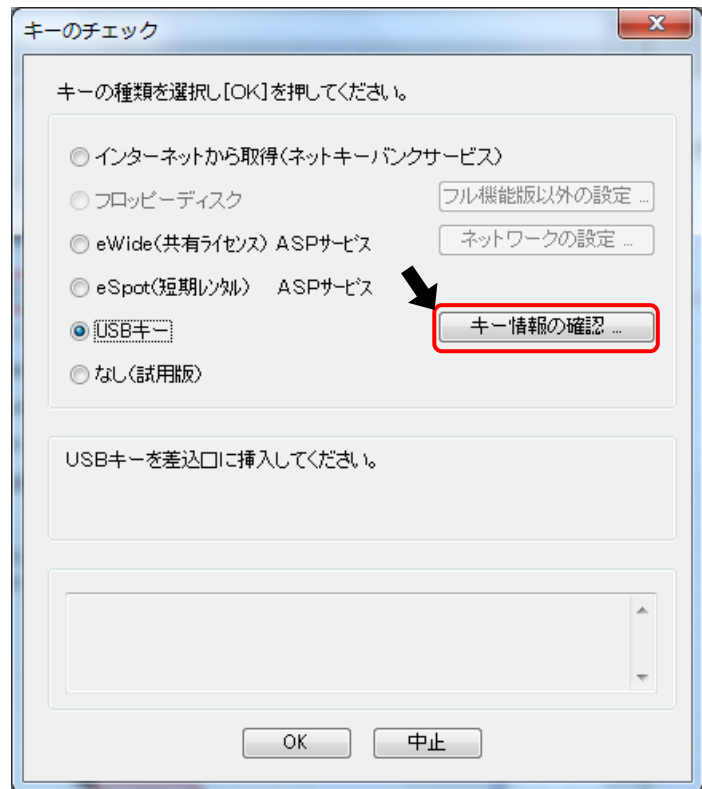 キーのチェック
キーの種類を選択し[OK]を押してください。
インターネットから取得(ネットキーバンクサービス)
フロッピーディスク
フル機能版以外の設定 ...
eWide(共有ﾗｲｾﾝｽ) ASPｻｰﾋﾞｽ
ネットワークの設定 ...
eSpot(短期ﾚﾝﾀﾙ) ASPｻｰﾋﾞｽ
USBキー
キー情報の確認 ...
なし(試用版)
USBキーを差込口に挿入してください。
OK
中止